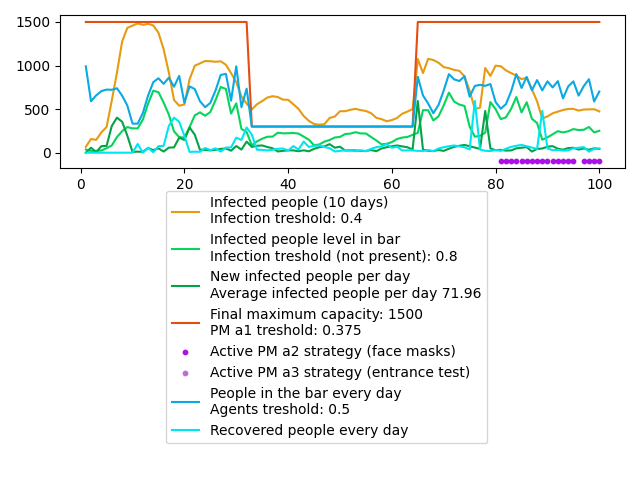 1500
1000
500
0
0 20 40 60 80 100
Infected people (10 days)
Infection treshold: 0.4
Infected people level in bar
Infection treshold (not present): 0.8
New infected people per day
Average infected people per day 71.96
Final maximum capacity: 1500
PM a1 treshold: 0.375
Active PM a2 strategy (face masks)
Active PM a3 strategy (entrance test)
People in the bar every day
Agents treshold: 0.5
Recovered people every day